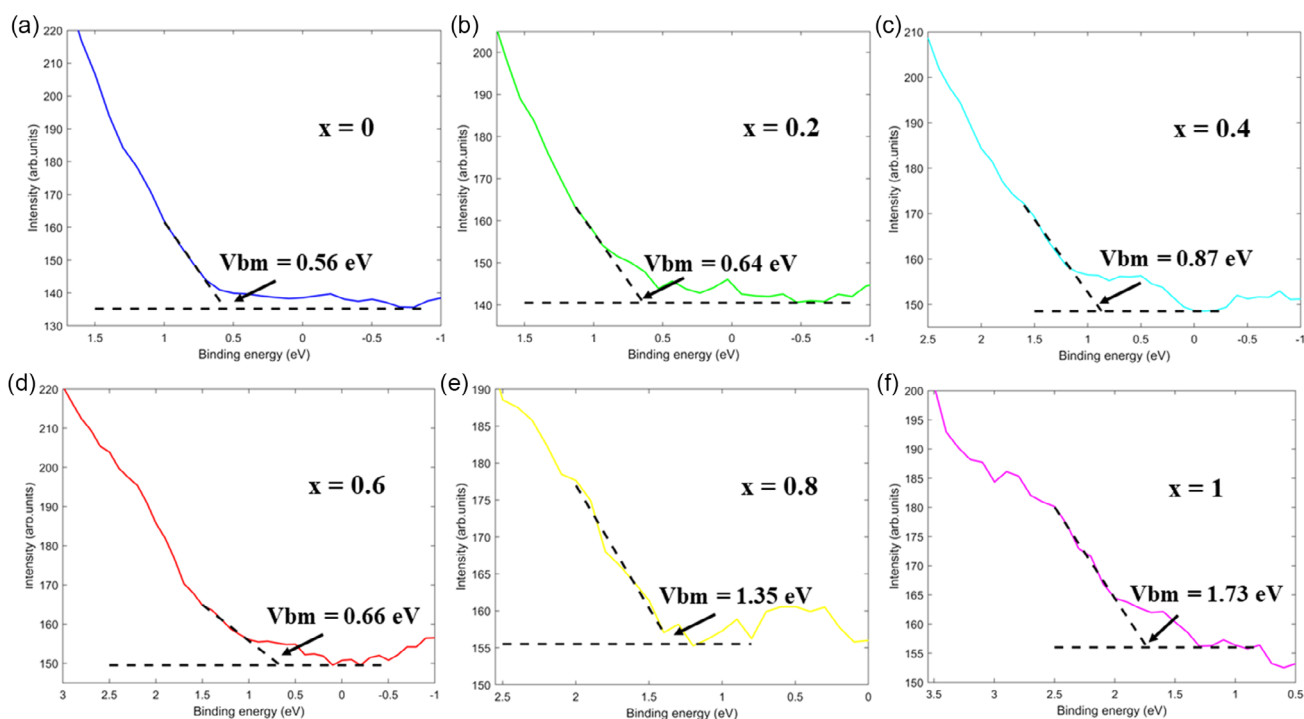 (a)
220
210
200
190
180
170
160
150
140
130
Intensity (arb.units)
x = 0
Vbm = 0.56 eV
1.5 1 0.5 0 -0.5 -1
Binding energy (eV)
(b)
200
190
180
170
160
150
140
Intensity (arb.units)
x = 0.2
Vbm = 0.64 eV
1.5 1 0.5 0 -0.5 -1
Binding energy (eV)
(c)
210
200
190
180
170
160
150
Intensity (arb.units)
x = 0.4
Vbm = 0.87 eV
2.5 2 1.5 1 0.5 0 -0.5 -1
Binding energy (eV)
(d)
220
210
200
190
180
170
160
150
Intensity (arb.units)
x = 0.6
Vbm = 0.66 eV
3 2.5 2 1.5 1 0.5 0 -0.5 -1
Binding energy (eV)
(e)
190
185
180
175
170
165
160
155
150
Intensity (arb.units)
x = 0.8
Vbm = 1.35 eV
2.5 2 1.5 1 0.5 0
Binding energy (eV)
(f)
200
195
190
185
180
175
170
165
160
155
150
Intensity (arb.units)
x = 1
Vbm = 1.73 eV
3.5 3 2.5 2 1.5 1 0.5
Binding energy (eV)